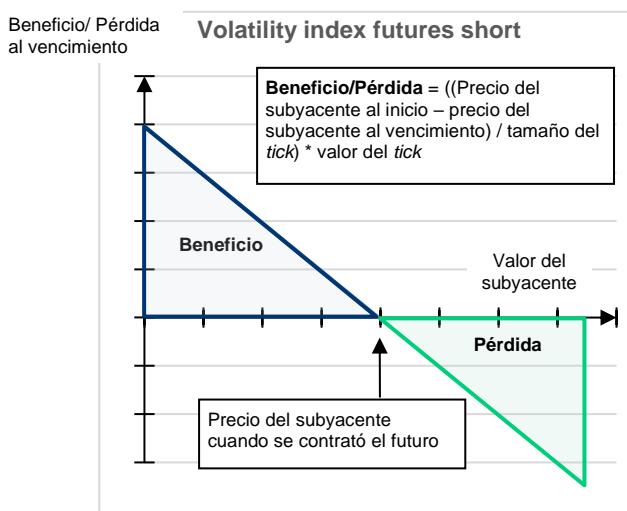 Beneficio/ Pérdida
al vencimiento
Volatility index futures short
Beneficio/Pérdida = ((Precio del
subyacente al inicio – precio del
subyacente al vencimiento) / tamaño del
tick) * valor del tick
Beneficio
Valor del
subyacente
Pérdida
Precio del subyacente
cuando se contrató el futuro